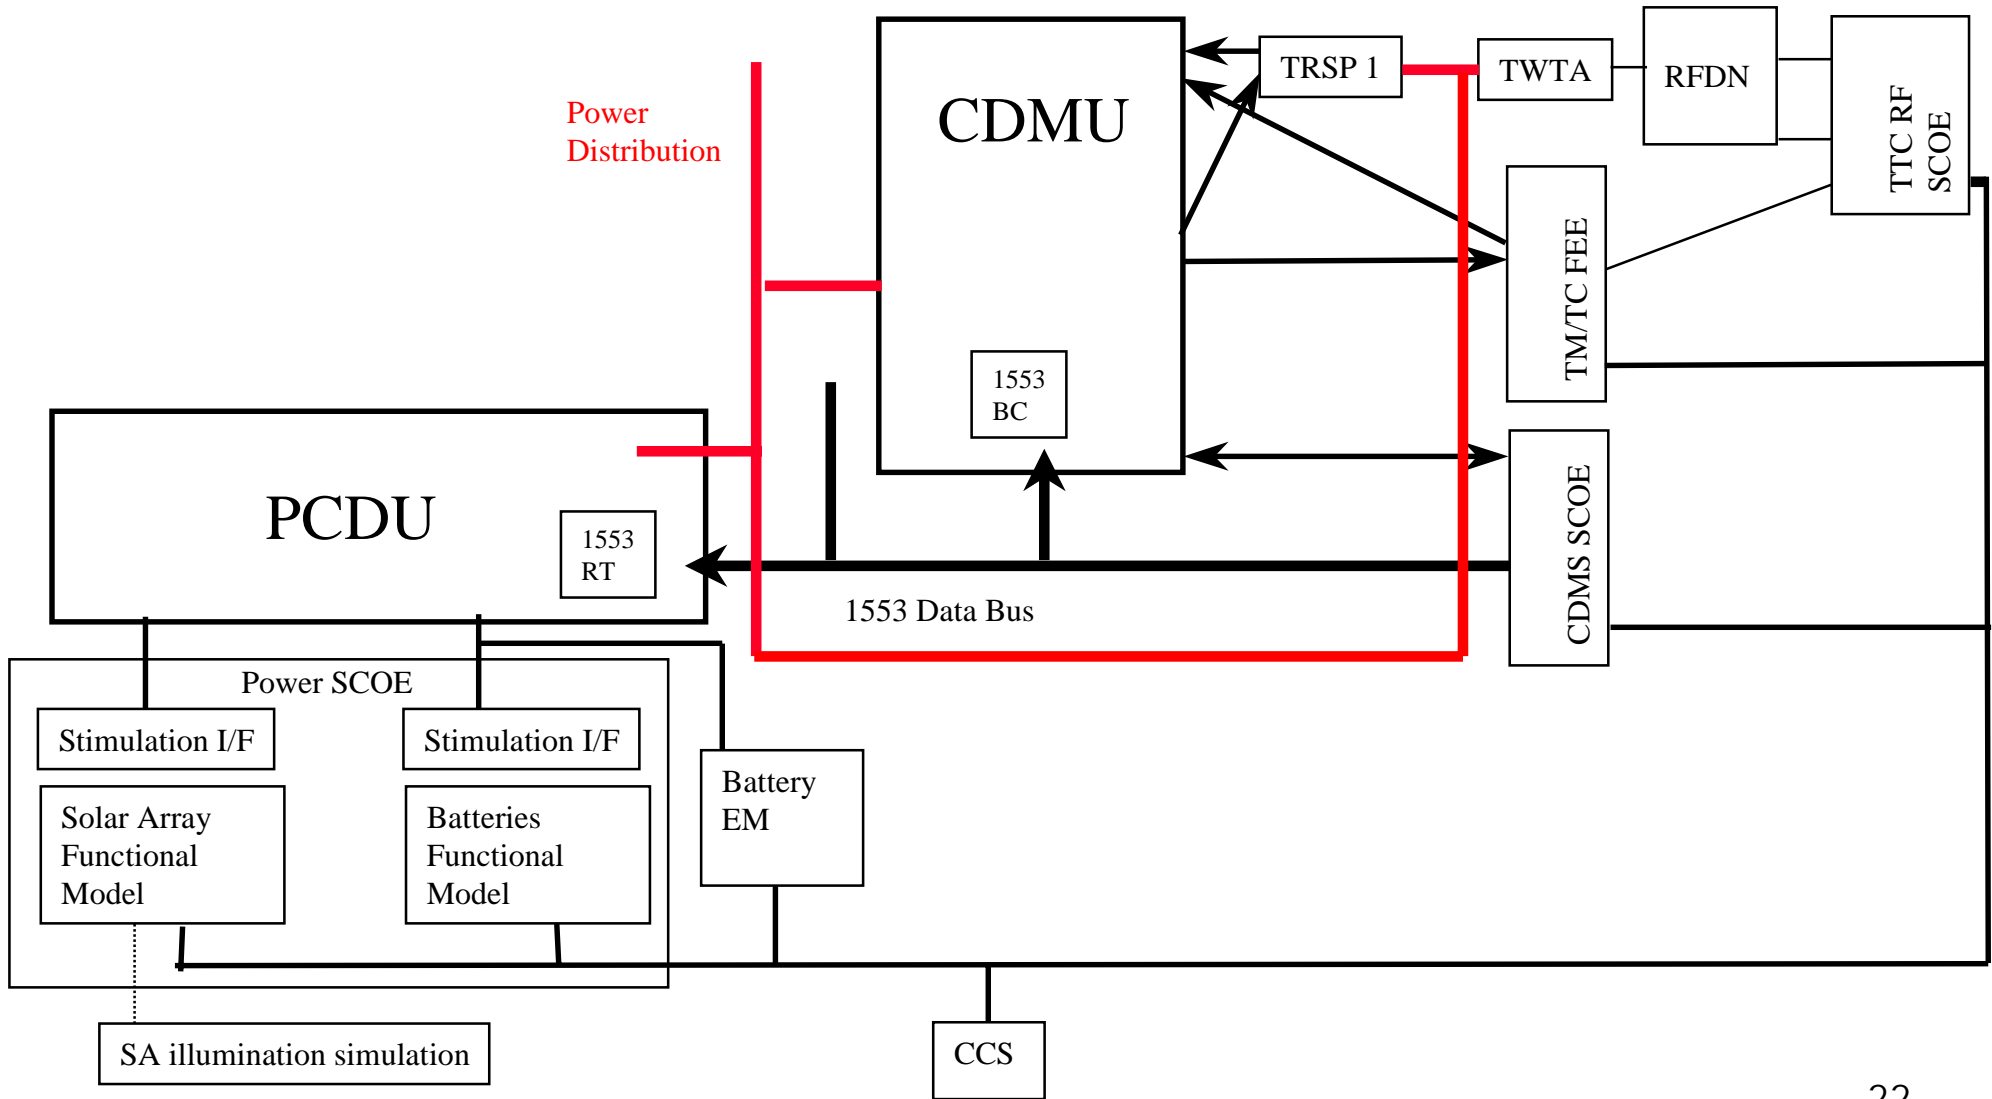 TRSP 1
TWTA
RFDN
TTC RF
SCOE
Power
Distribution
CDMU
TM/TC FEE
1553
BC
PCDU
1553
RT
CDMS SCOE
1553 Data Bus
Power SCOE
Stimulation I/F
Stimulation I/F
Battery
EM
Solar Array
Functional
Model
Batteries
Functional
Model
SA illumination simulation
CCS
22